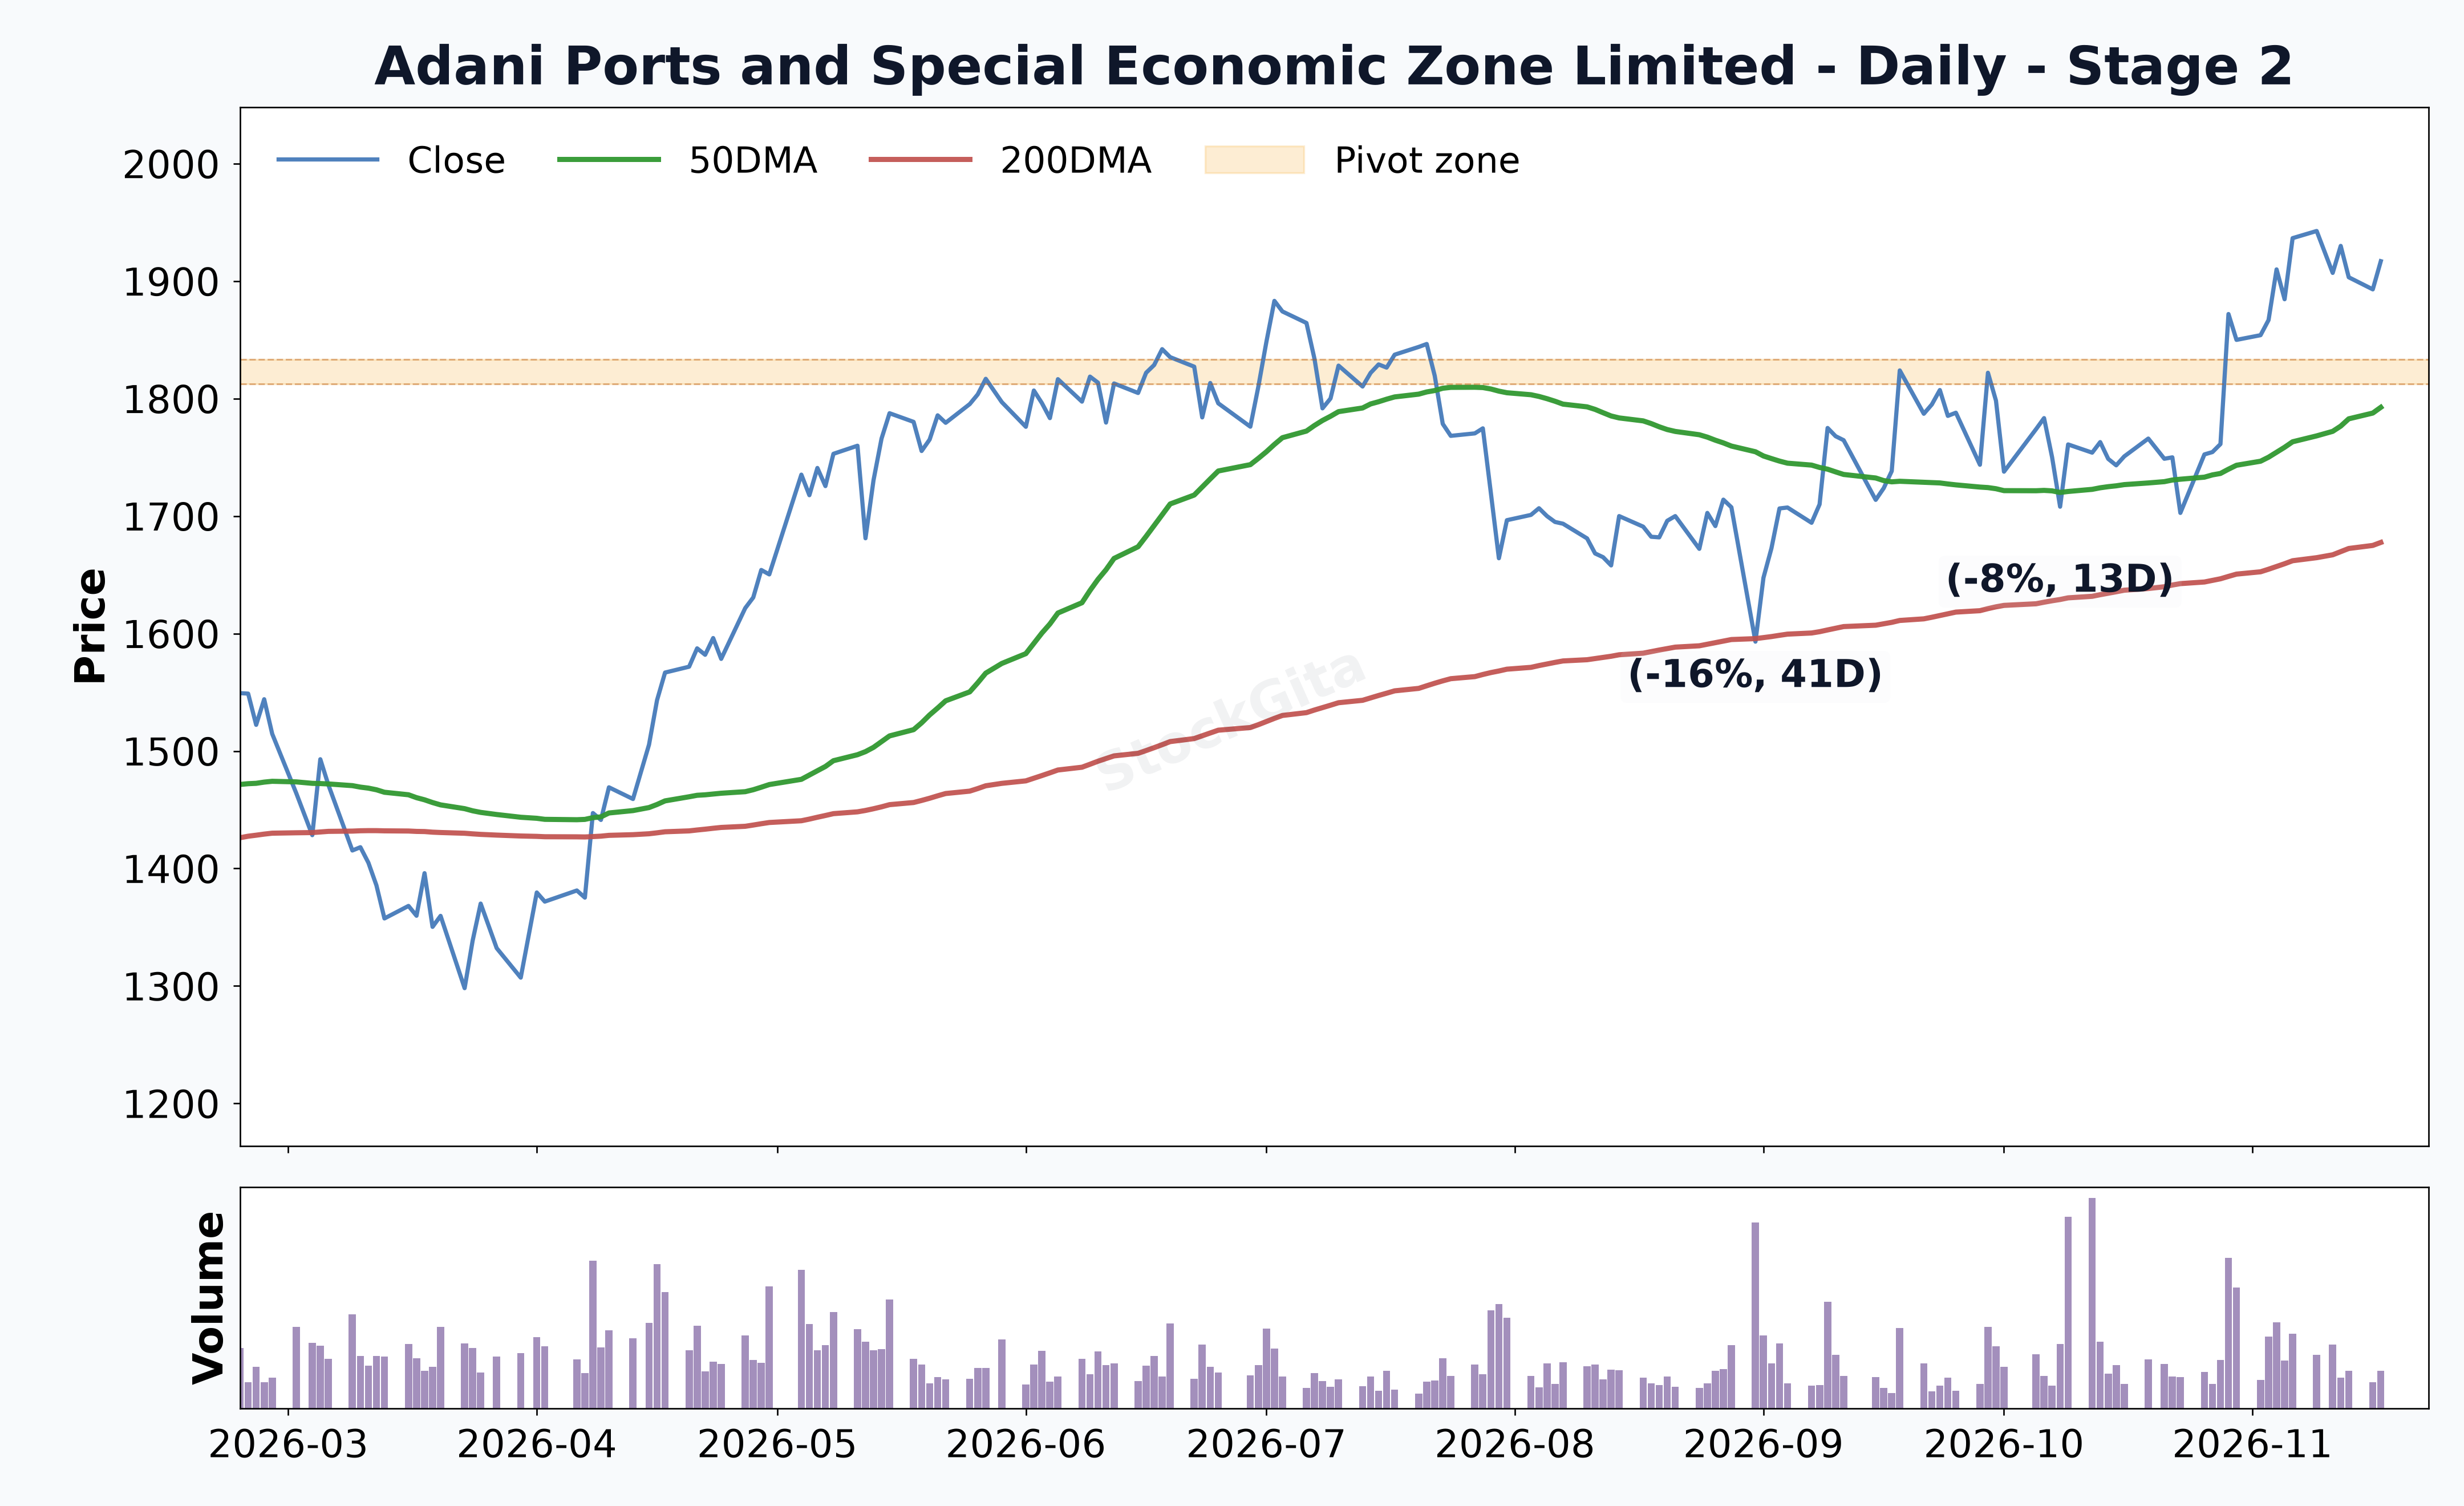 Adani Ports and Special Economic Zone Limited - Daily - Stage 2
Close 50DMA 200DMA Pivot zone
Price
2000
1900
1800
1700
1600
1500
1400
1300
1200
(-8%, 13D)
(-16%, 41D)
StockGita
Volume
2026-03 2026-04 2026-05 2026-06 2026-07 2026-08 2026-09 2026-10 2026-11